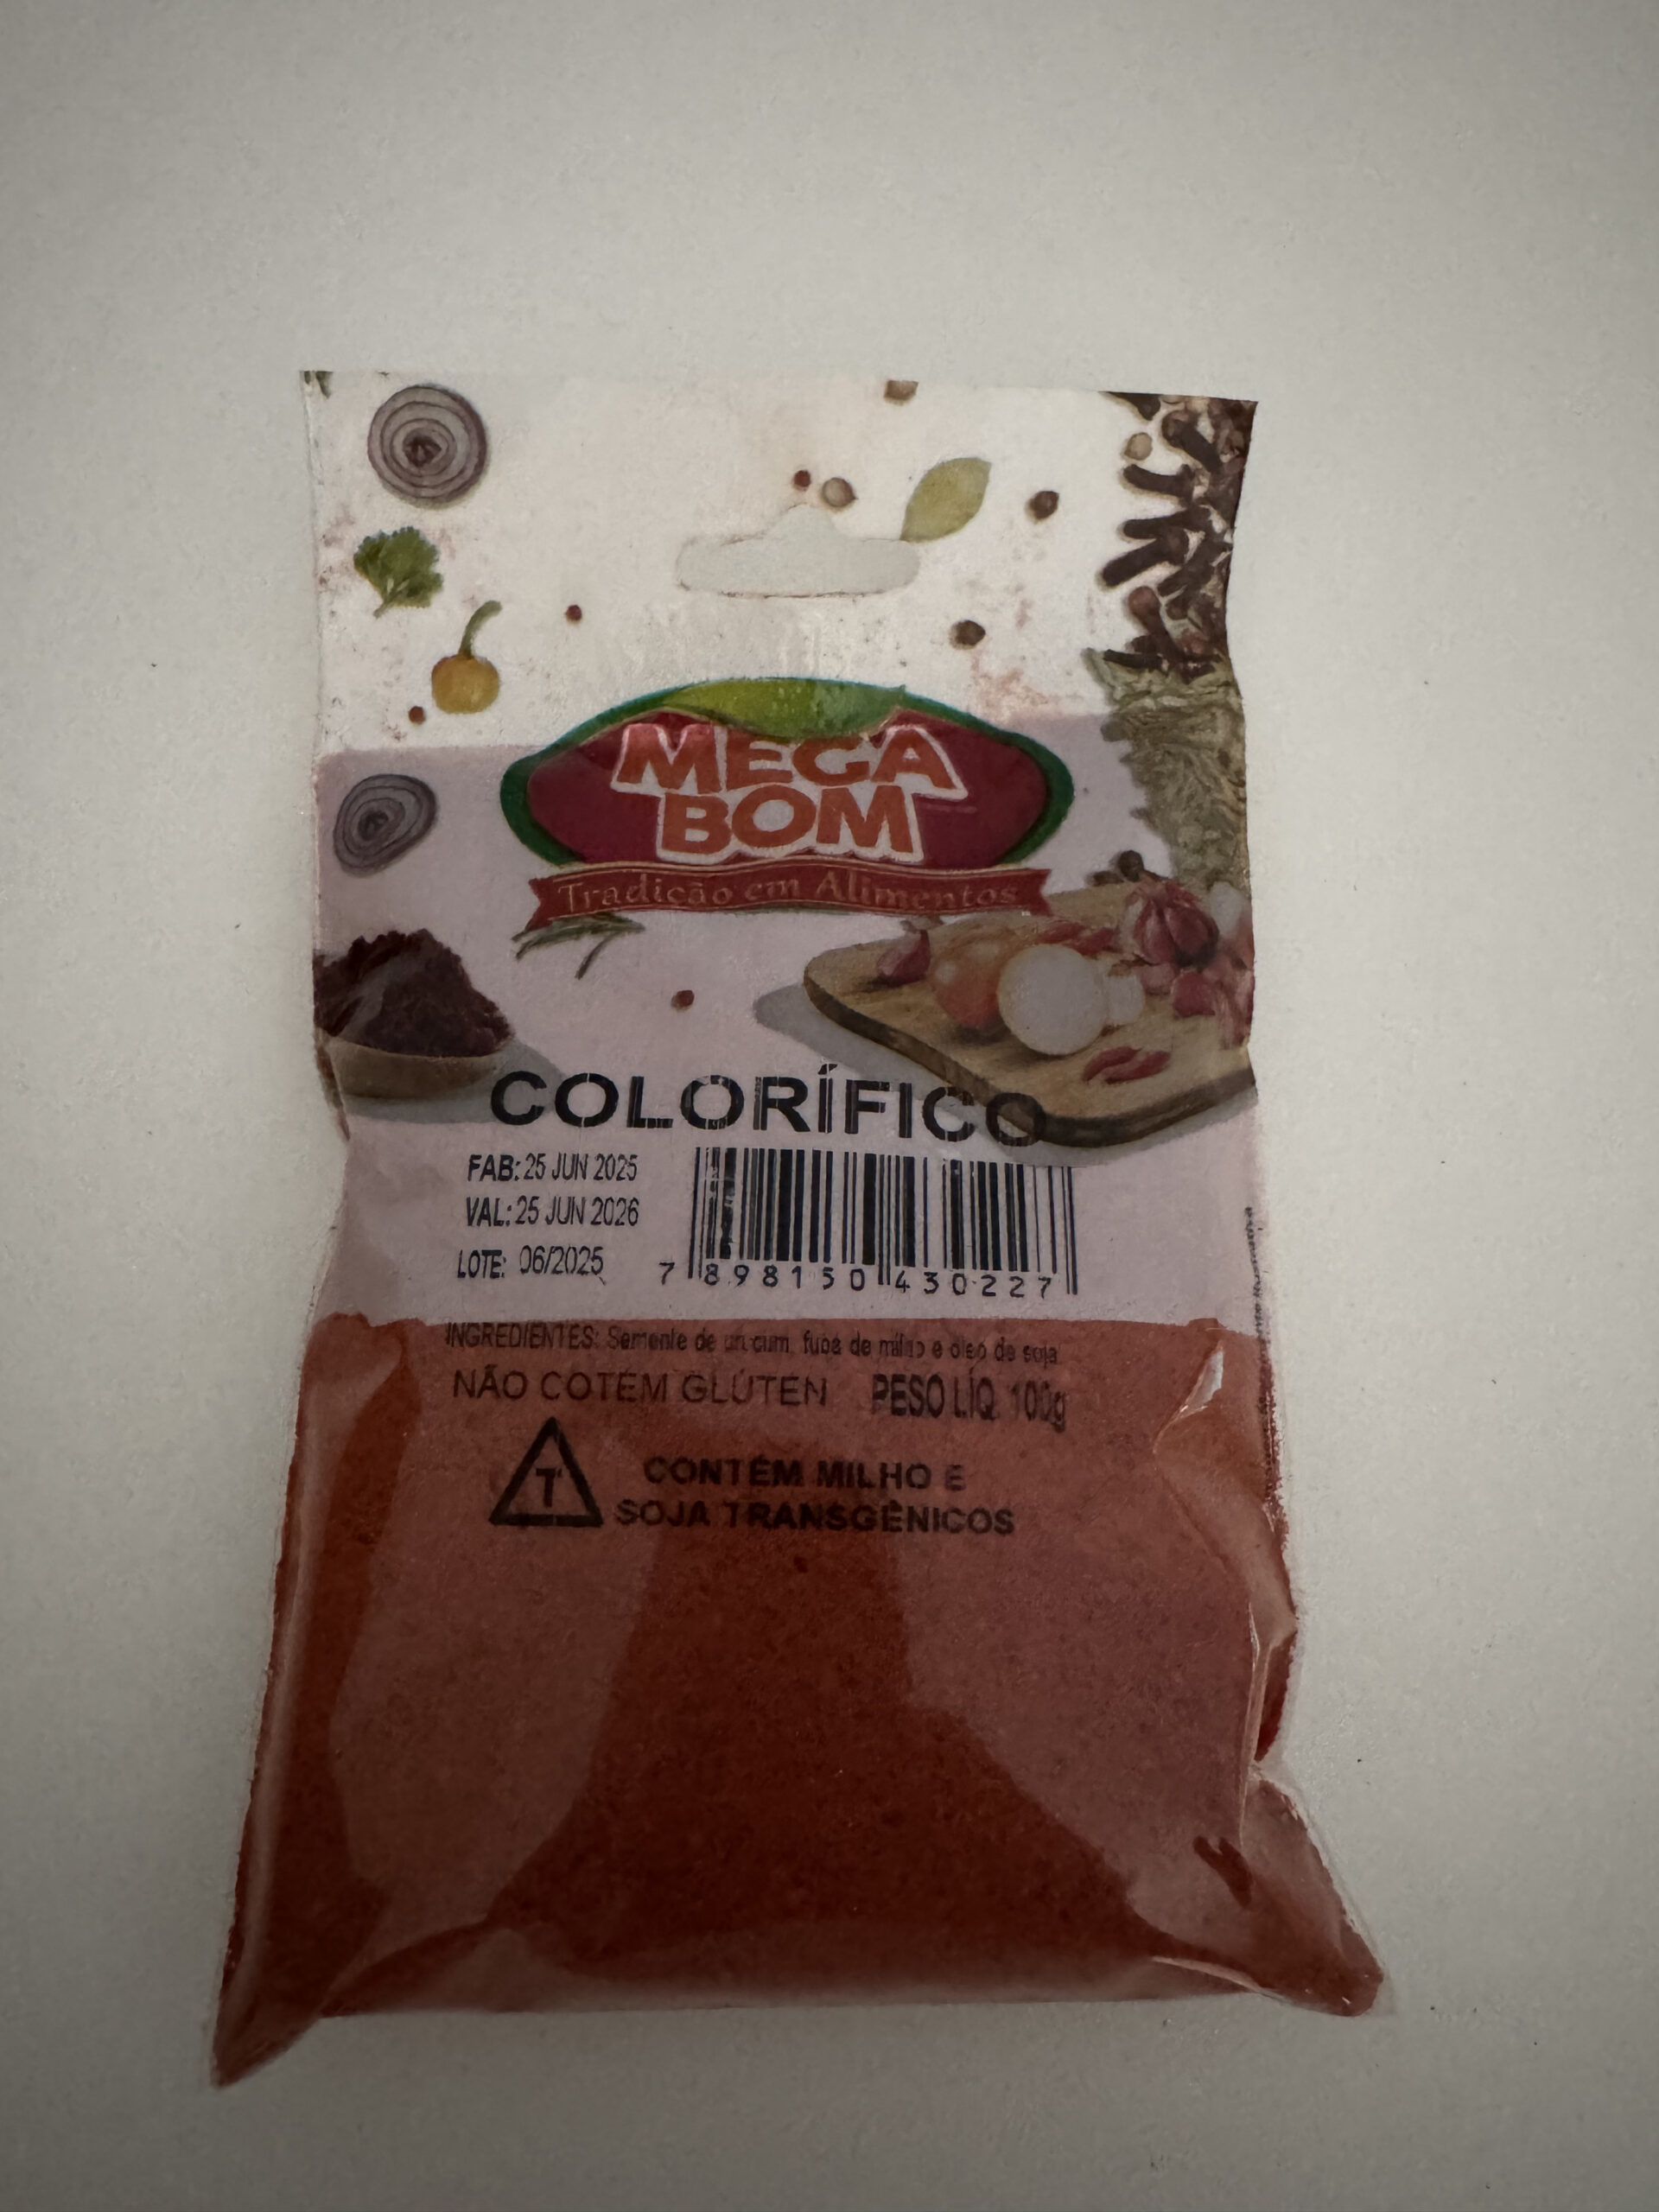 MEGA
BOM
Tradição em Alimentos
COLORÍFICO
FAB: 25 JUN 2025
VAL: 25 JUN 2026
LOTE: 06/2025
7 898150 430227
INGREDIENTES: Semente de urucum, fubá de milho e óleo de soja
NÃO COTÉM GLÚTEN PESO LÍQ. 100g
T
CONTÉM MILHO E
SOJA TRANSGÊNICOS